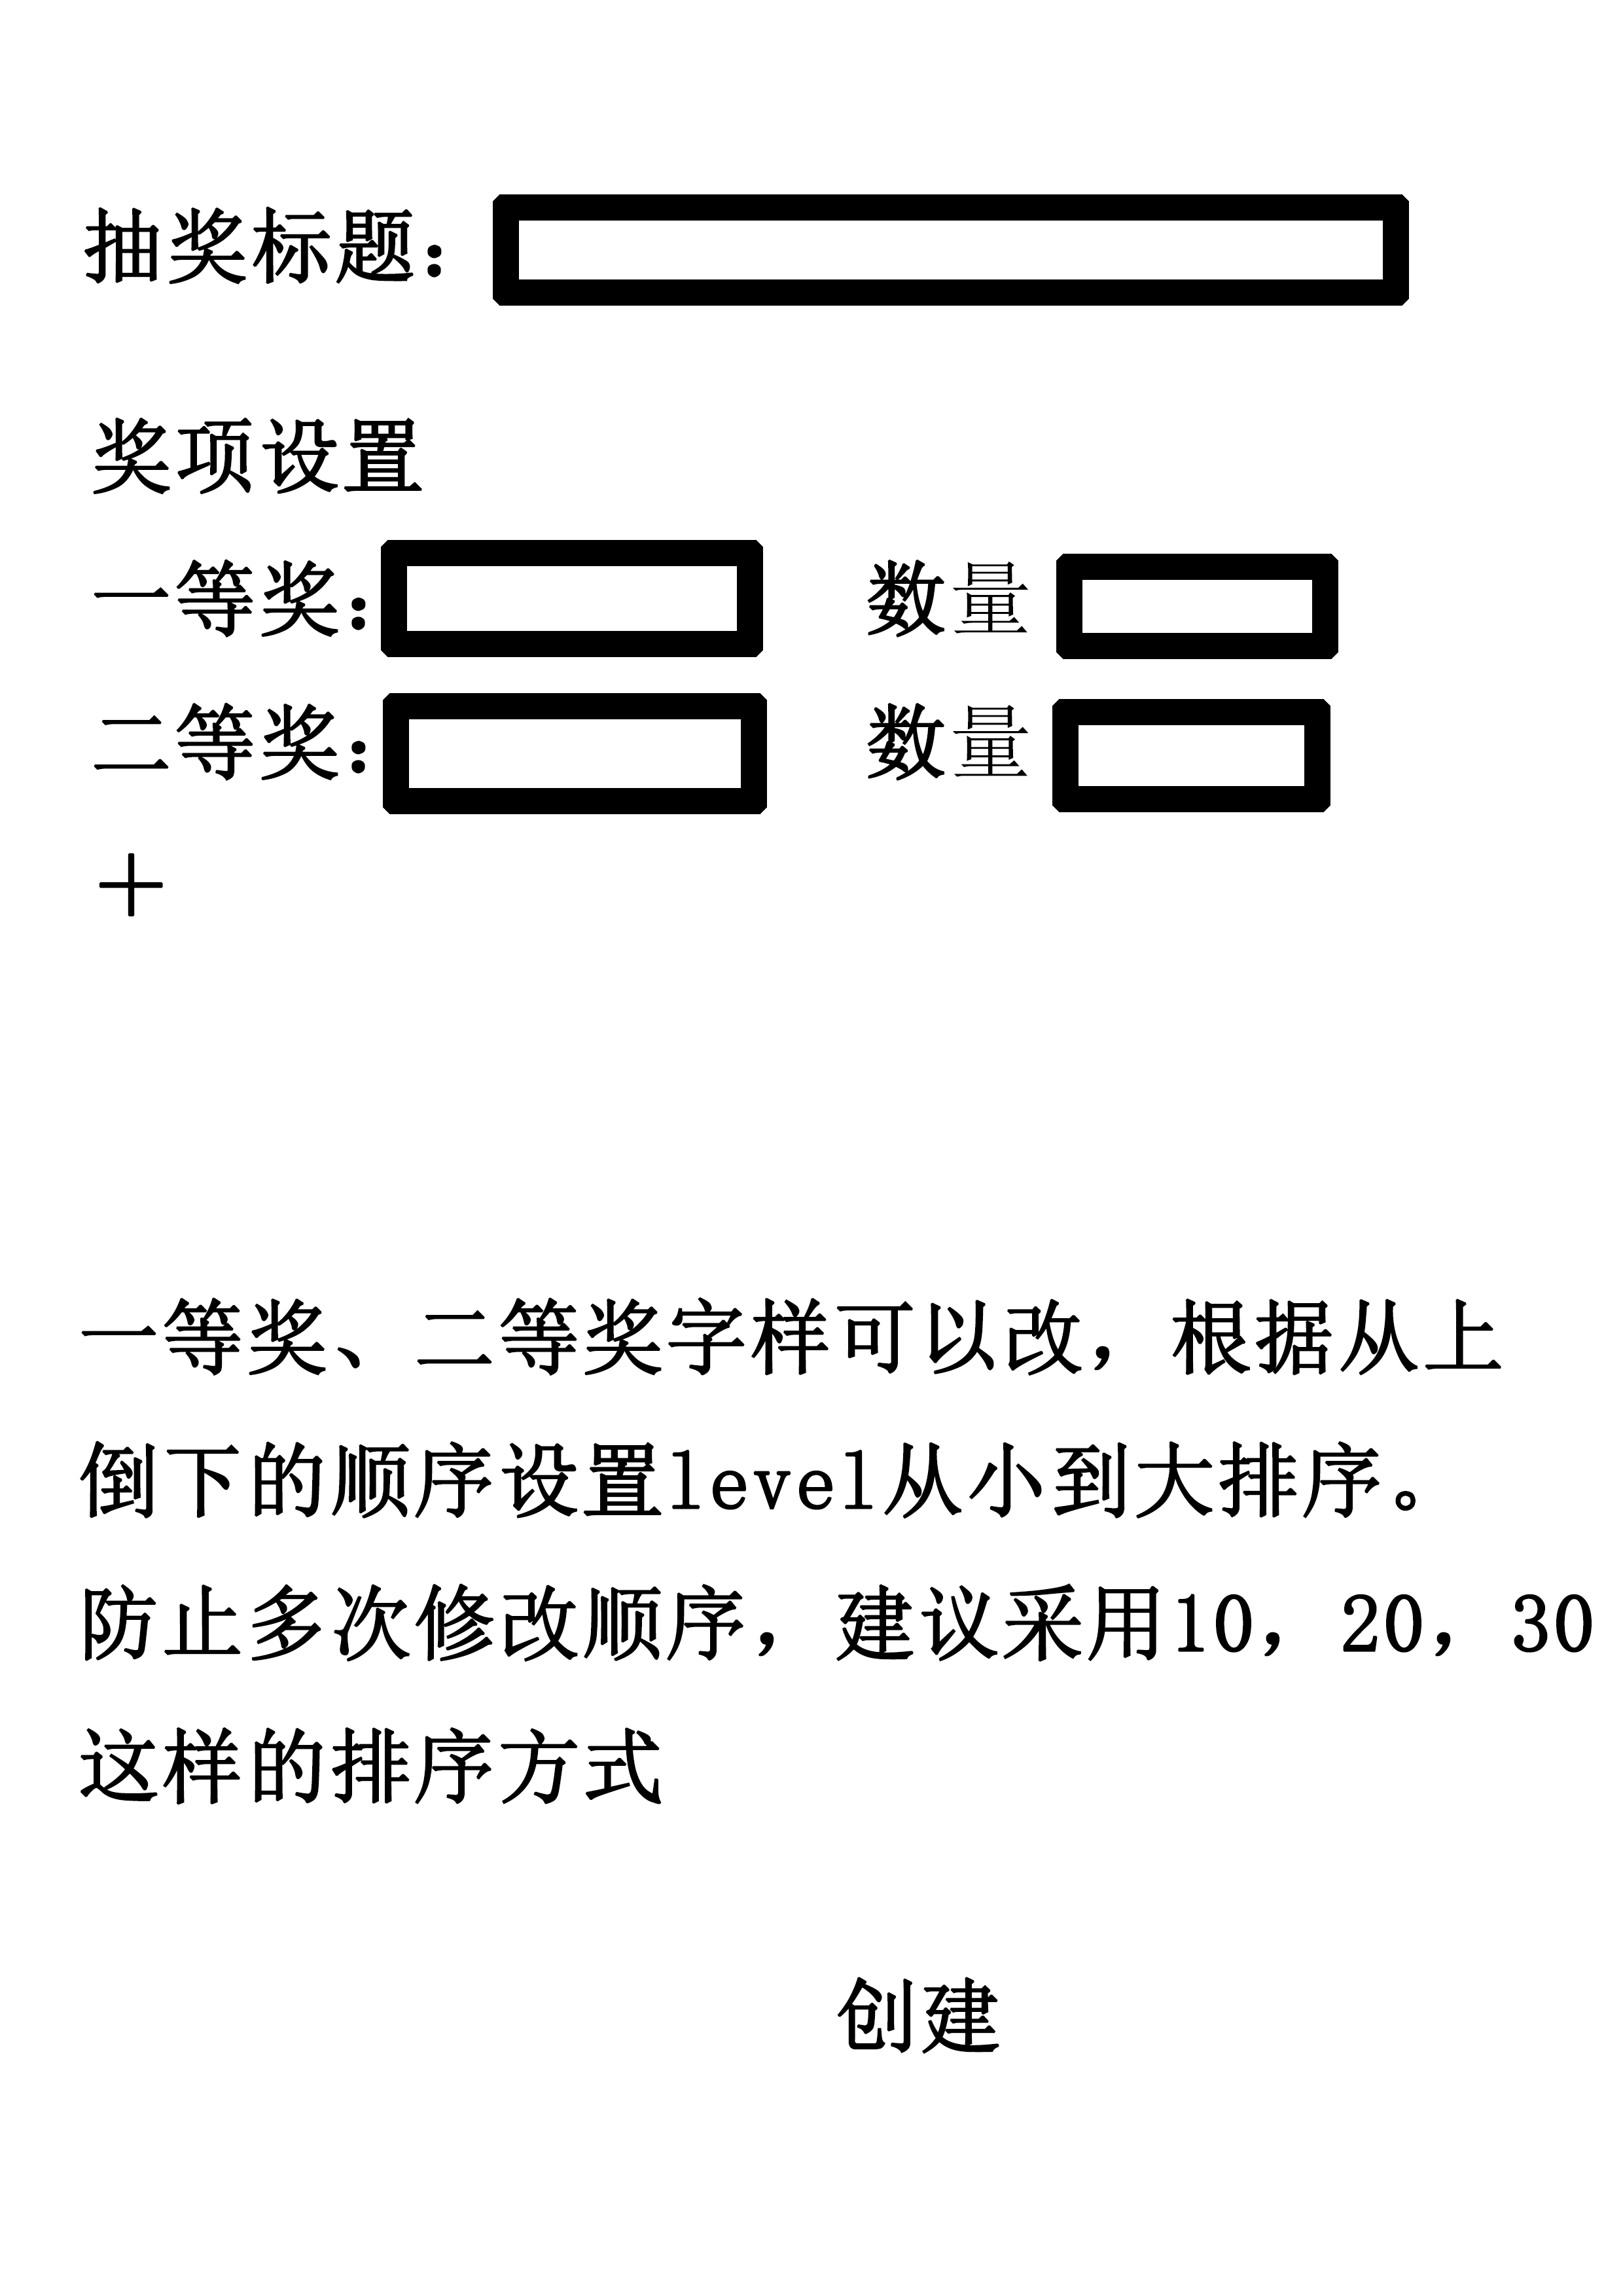 抽奖标题：
奖项设置
一等奖： 数量
二等奖： 数量
+
一等奖、二等奖字样可以改，根据从上
倒下的顺序设置level从小到大排序。
防止多次修改顺序，建议采用10，20，30
这样的排序方式
创建